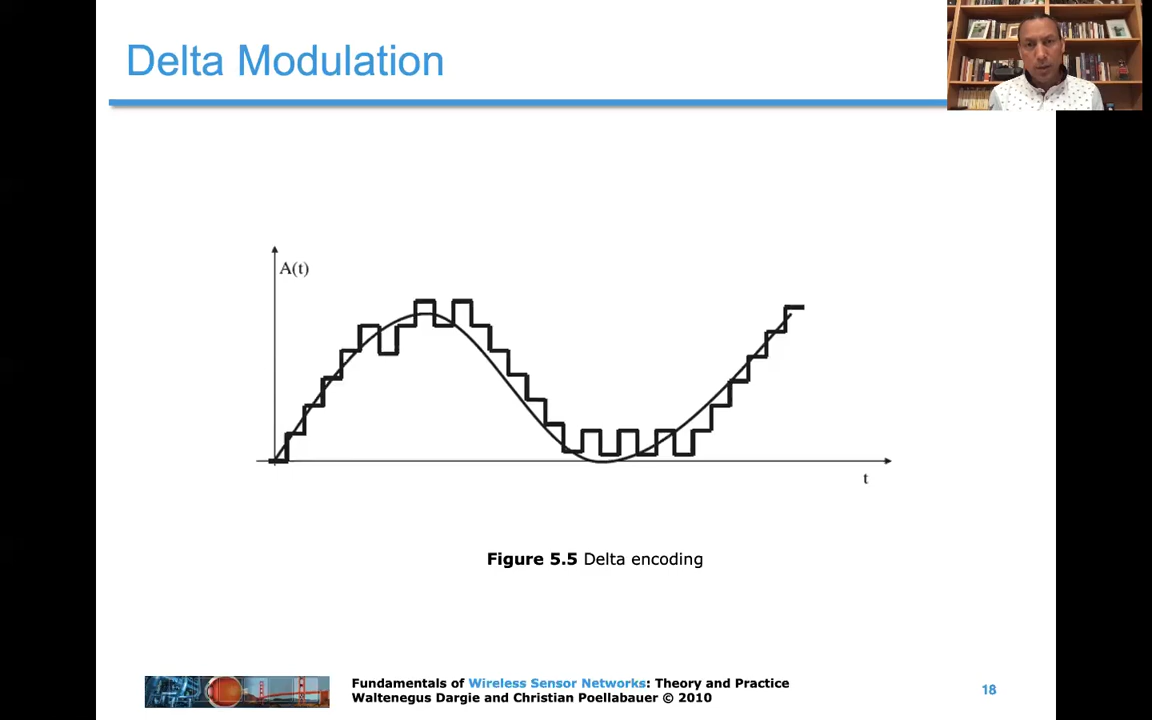 Delta Modulation
A(t)
t
Figure 5.5 Delta encoding
Fundamentals of Wireless Sensor Networks: Theory and Practice
Waltenegus Dargie and Christian Poellabauer © 2010
18